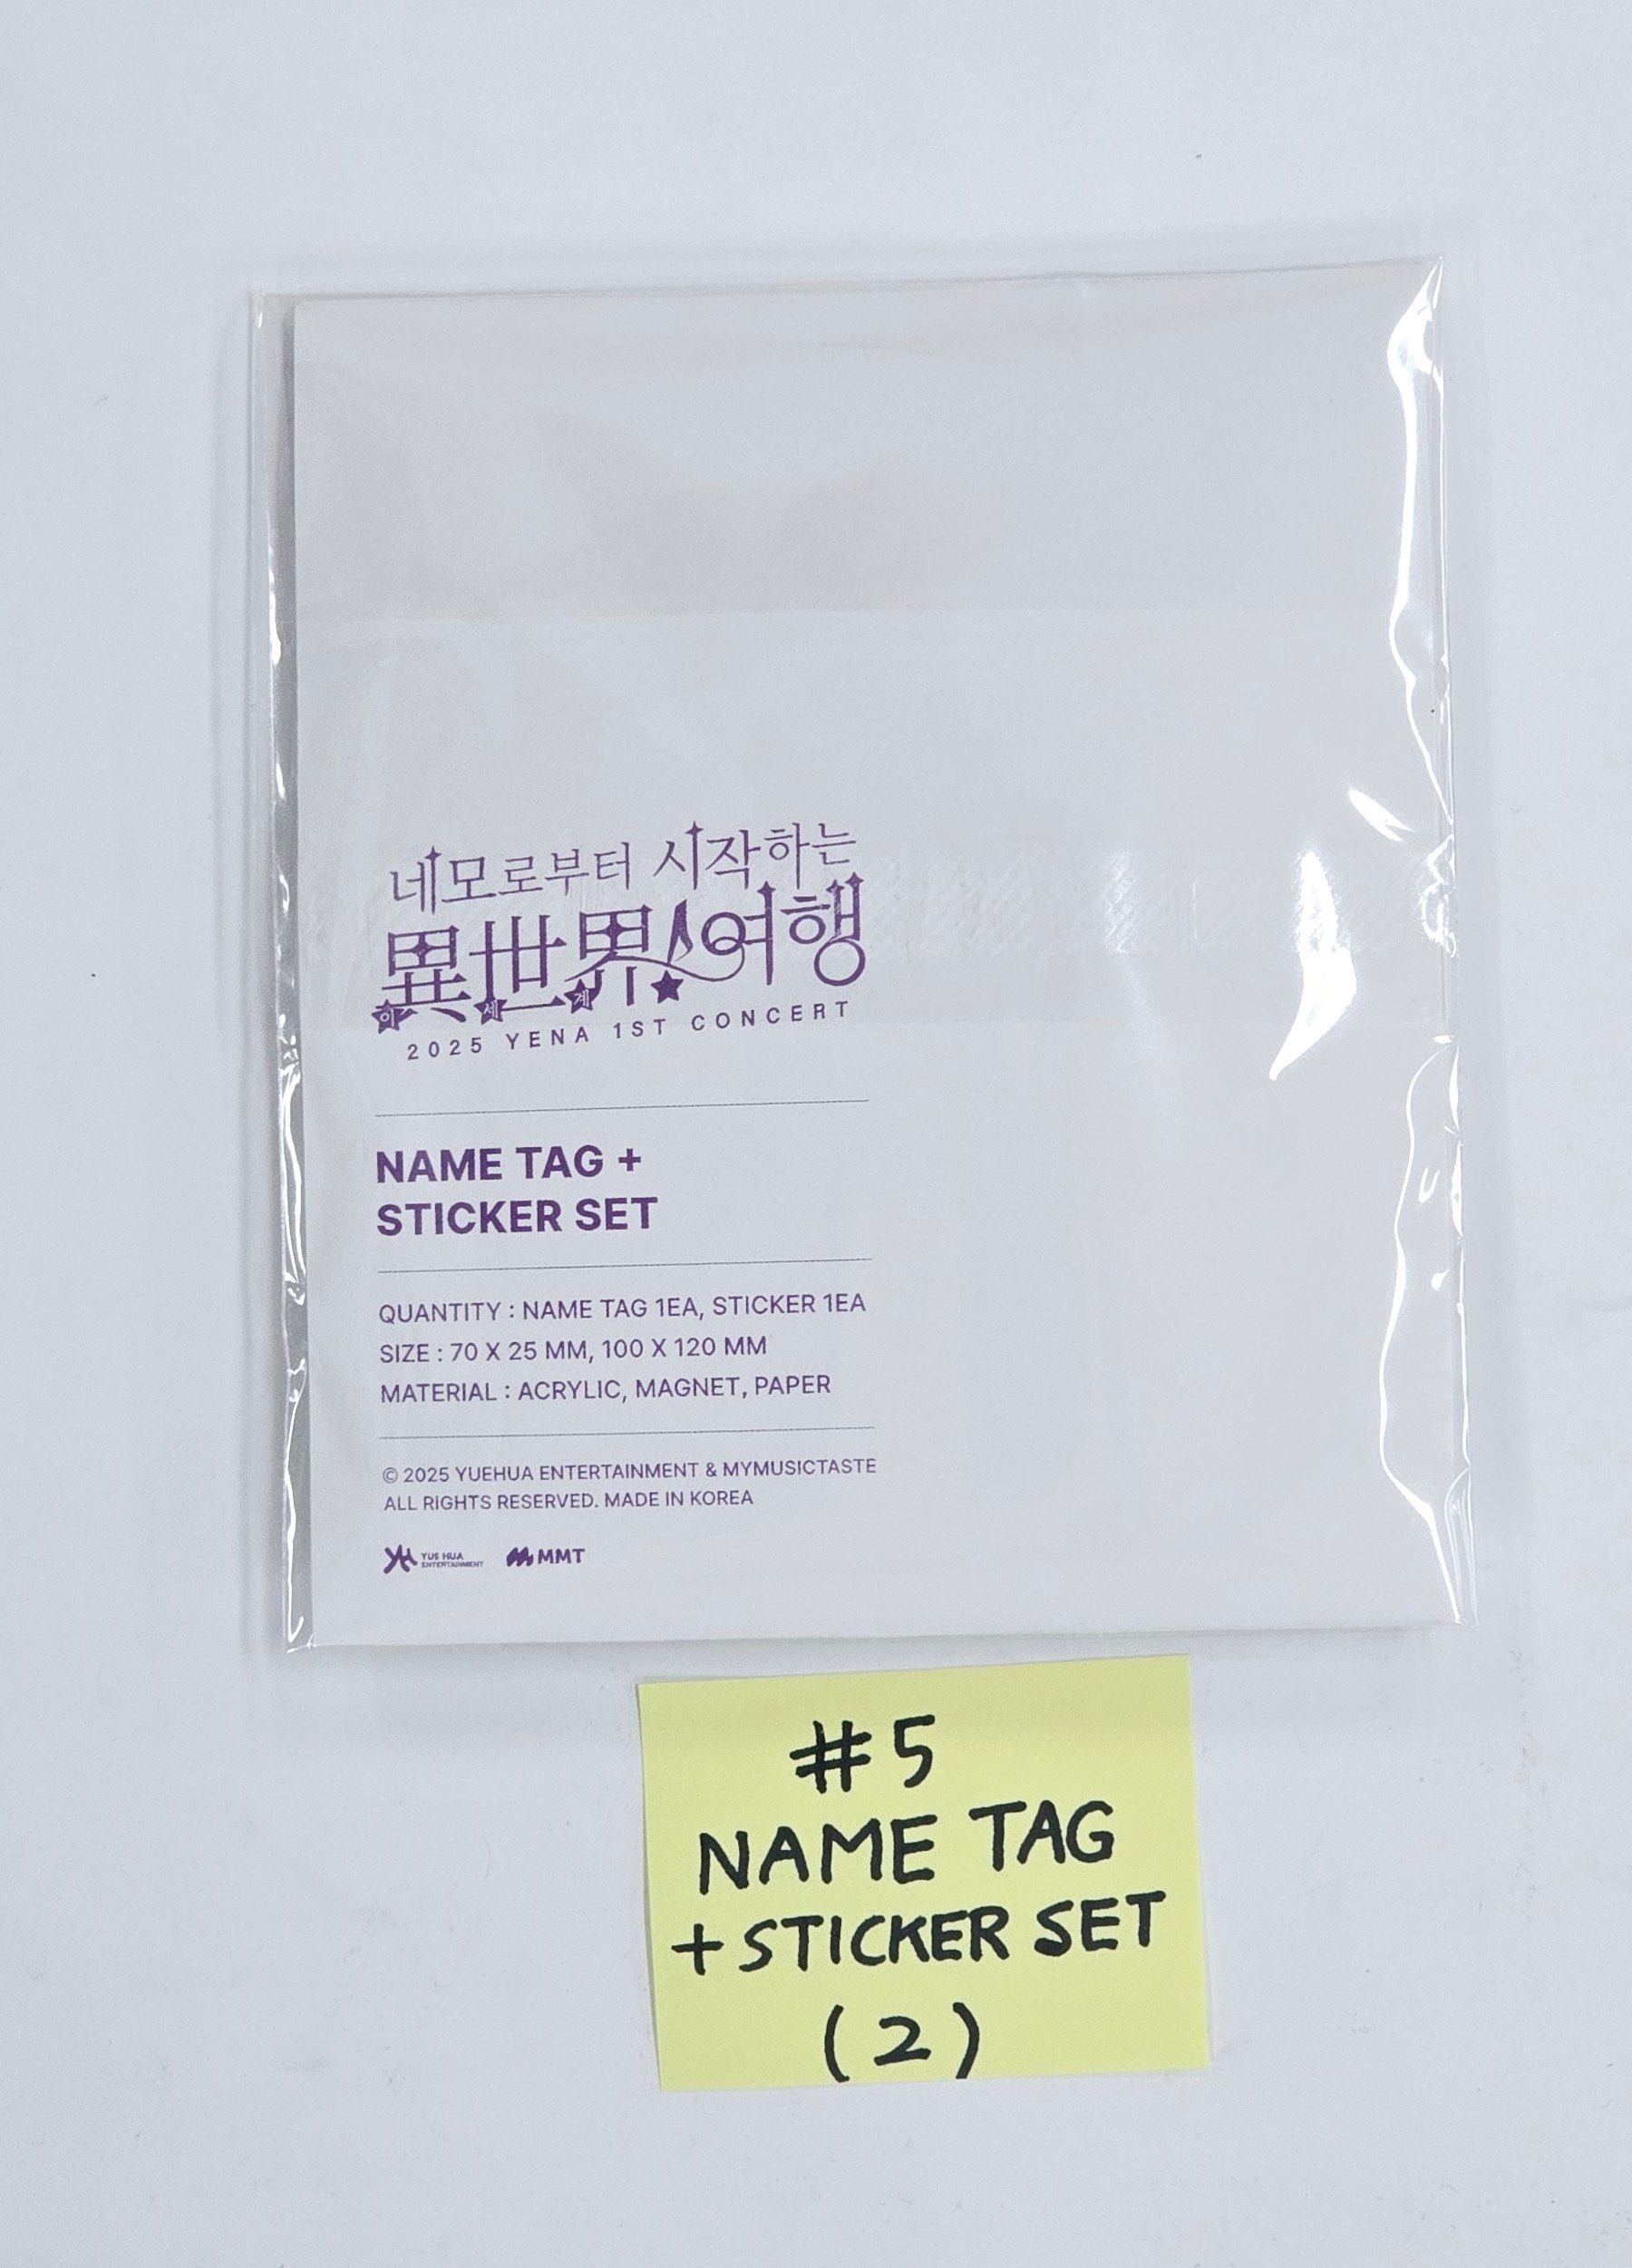 네모로부터 시작하는
異世界 여행
이 세 계
2025 YENA 1ST CONCERT
NAME TAG +
STICKER SET
QUANTITY : NAME TAG 1EA, STICKER 1EA
SIZE : 70 X 25 MM, 100 X 120 MM
MATERIAL : ACRYLIC, MAGNET, PAPER
© 2025 YUEHUA ENTERTAINMENT & MYMUSICTASTE
ALL RIGHTS RESERVED. MADE IN KOREA
YUE HUA
ENTERTAINMENT
MMT
#5
NAME TAG
+ STICKER SET
(2)